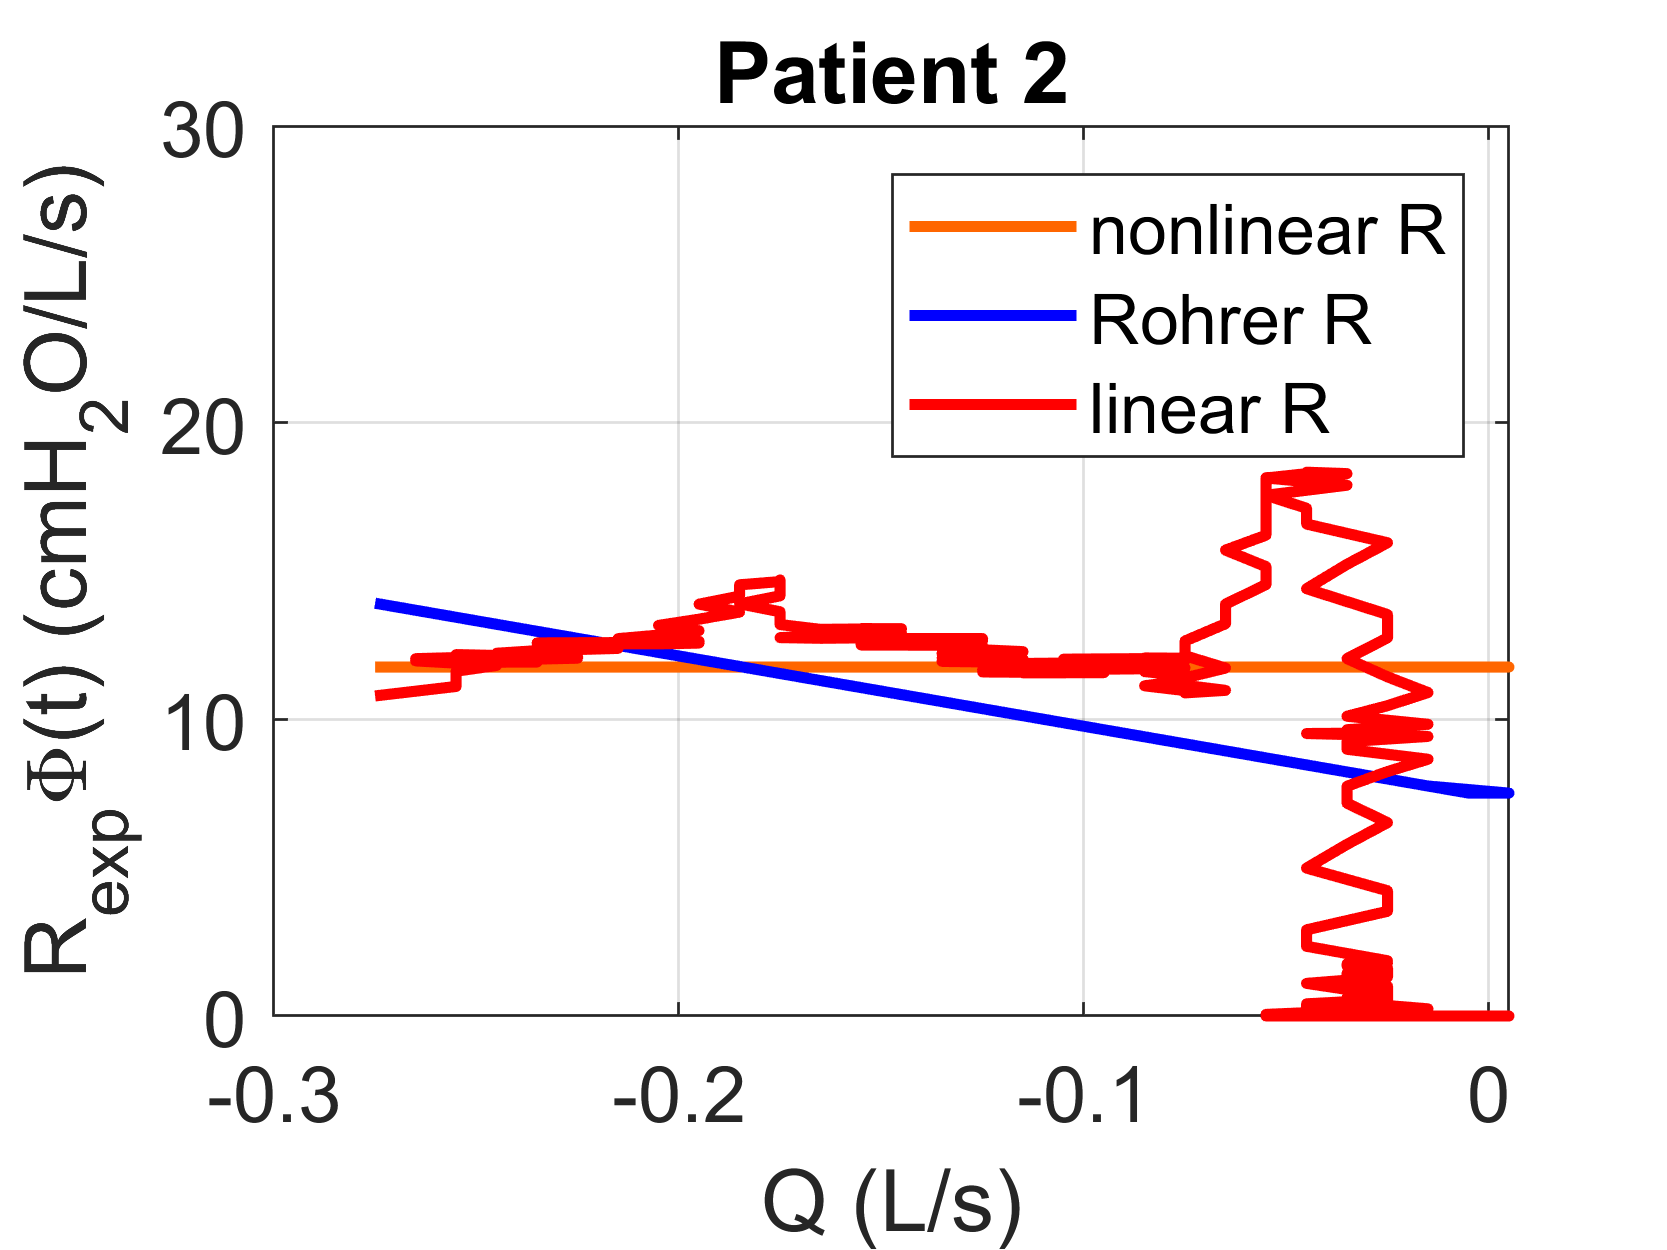 Patient 2
30
20
10
0
-0.3
-0.2
-0.1
0
R_exp Φ(t) (cmH_2O/L/s)
Q (L/s)
nonlinear R
Rohrer R
linear R